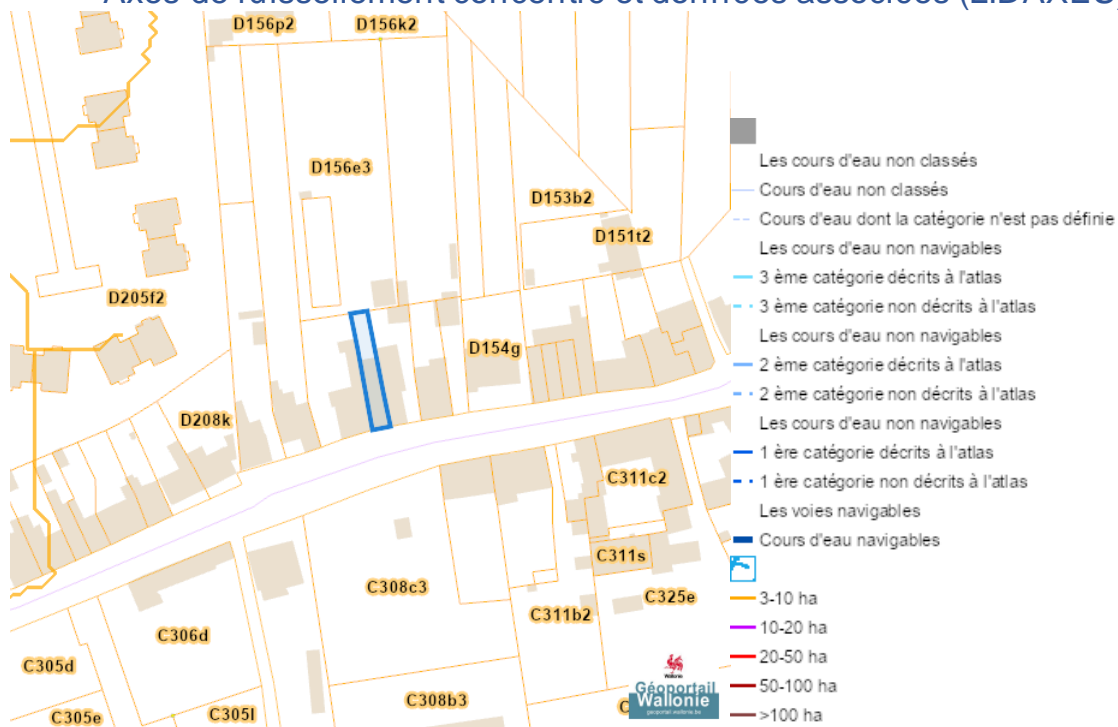 Axes de ruissellement concentré et données associées (LIDAXES)
D156p2
D156k2
D156e3
D153b2
D151t2
D205f2
D154g
D208k
C311c2
C311s
C308c3
C325e
C311b2
C306d
C305d
C308b3
C305e
C305l
Wallonie
Géoportail
Wallonie
geoportail.wallonie.be
Les cours d'eau non classés
Cours d'eau non classés
Cours d'eau dont la catégorie n'est pas définie
Les cours d'eau non navigables
3 ème catégorie décrits à l'atlas
3 ème catégorie non décrits à l'atlas
Les cours d'eau non navigables
2 ème catégorie décrits à l'atlas
2 ème catégorie non décrits à l'atlas
Les cours d'eau non navigables
1 ère catégorie décrits à l'atlas
1 ère catégorie non décrits à l'atlas
Les voies navigables
Cours d'eau navigables
3-10 ha
10-20 ha
20-50 ha
50-100 ha
>100 ha